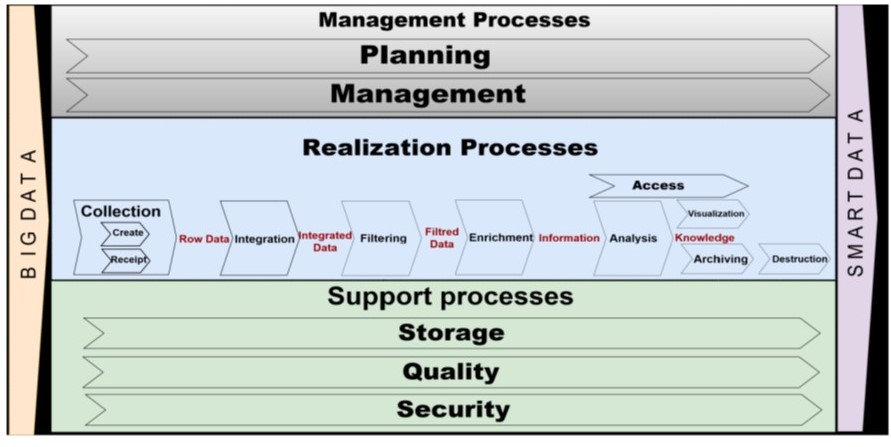 Management Processes
Planning
Management
BIG DATA
SMART DATA
Realization Processes
Access
Collection
Create
Receipt
Row Data
Integration
Integrated
Data
Filtering
Filtred
Data
Enrichment
Information
Analysis
Visualization
Knowledge
Archiving
Destruction
Support processes
Storage
Quality
Security